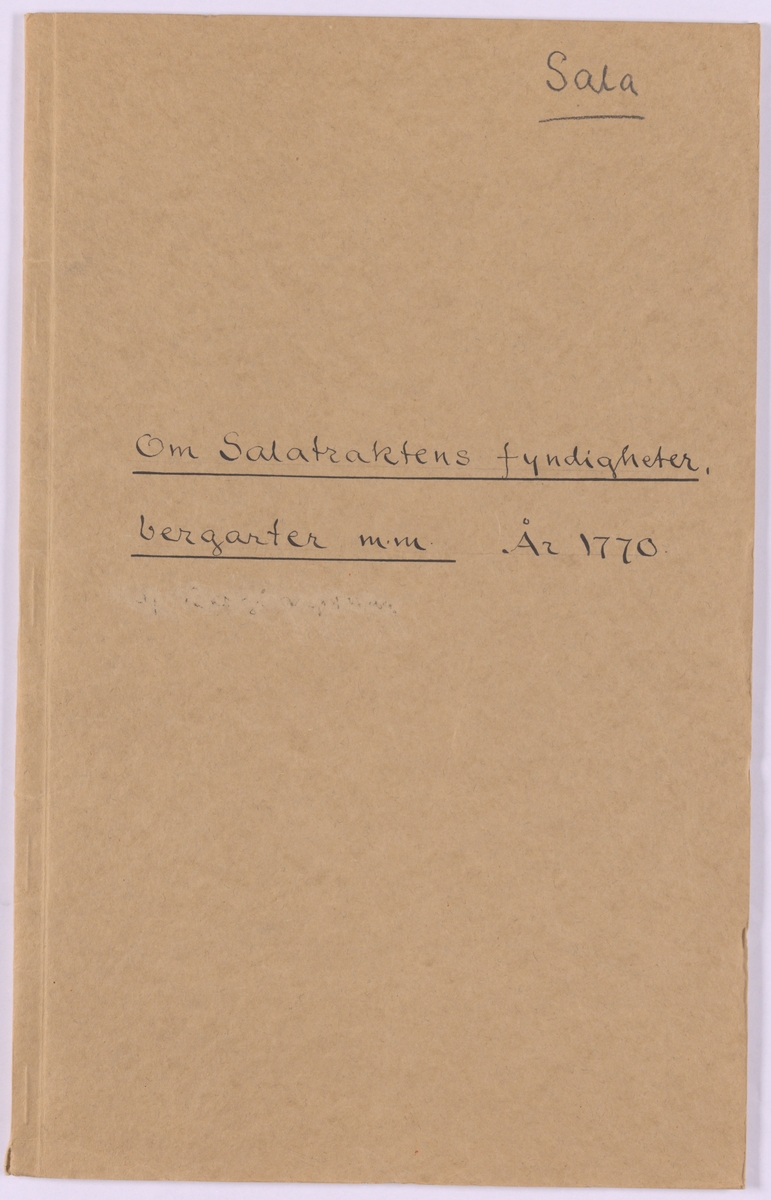 Sala
Om Salatraktens fyndigheter,
bergarter m.m. År 1770.